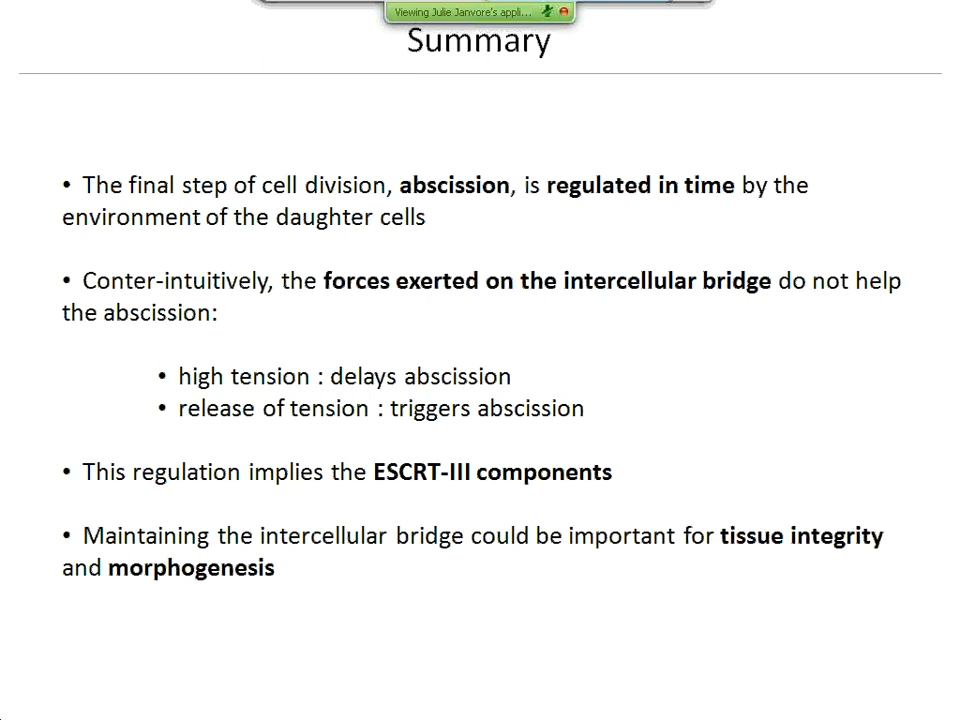 Viewing Julie Janvore's appli...
Summary
• The final step of cell division, abscission, is regulated in time by the
environment of the daughter cells
• Conter-intuitively, the forces exerted on the intercellular bridge do not help
the abscission:
• high tension : delays abscission
• release of tension : triggers abscission
• This regulation implies the ESCRT-III components
• Maintaining the intercellular bridge could be important for tissue integrity
and morphogenesis